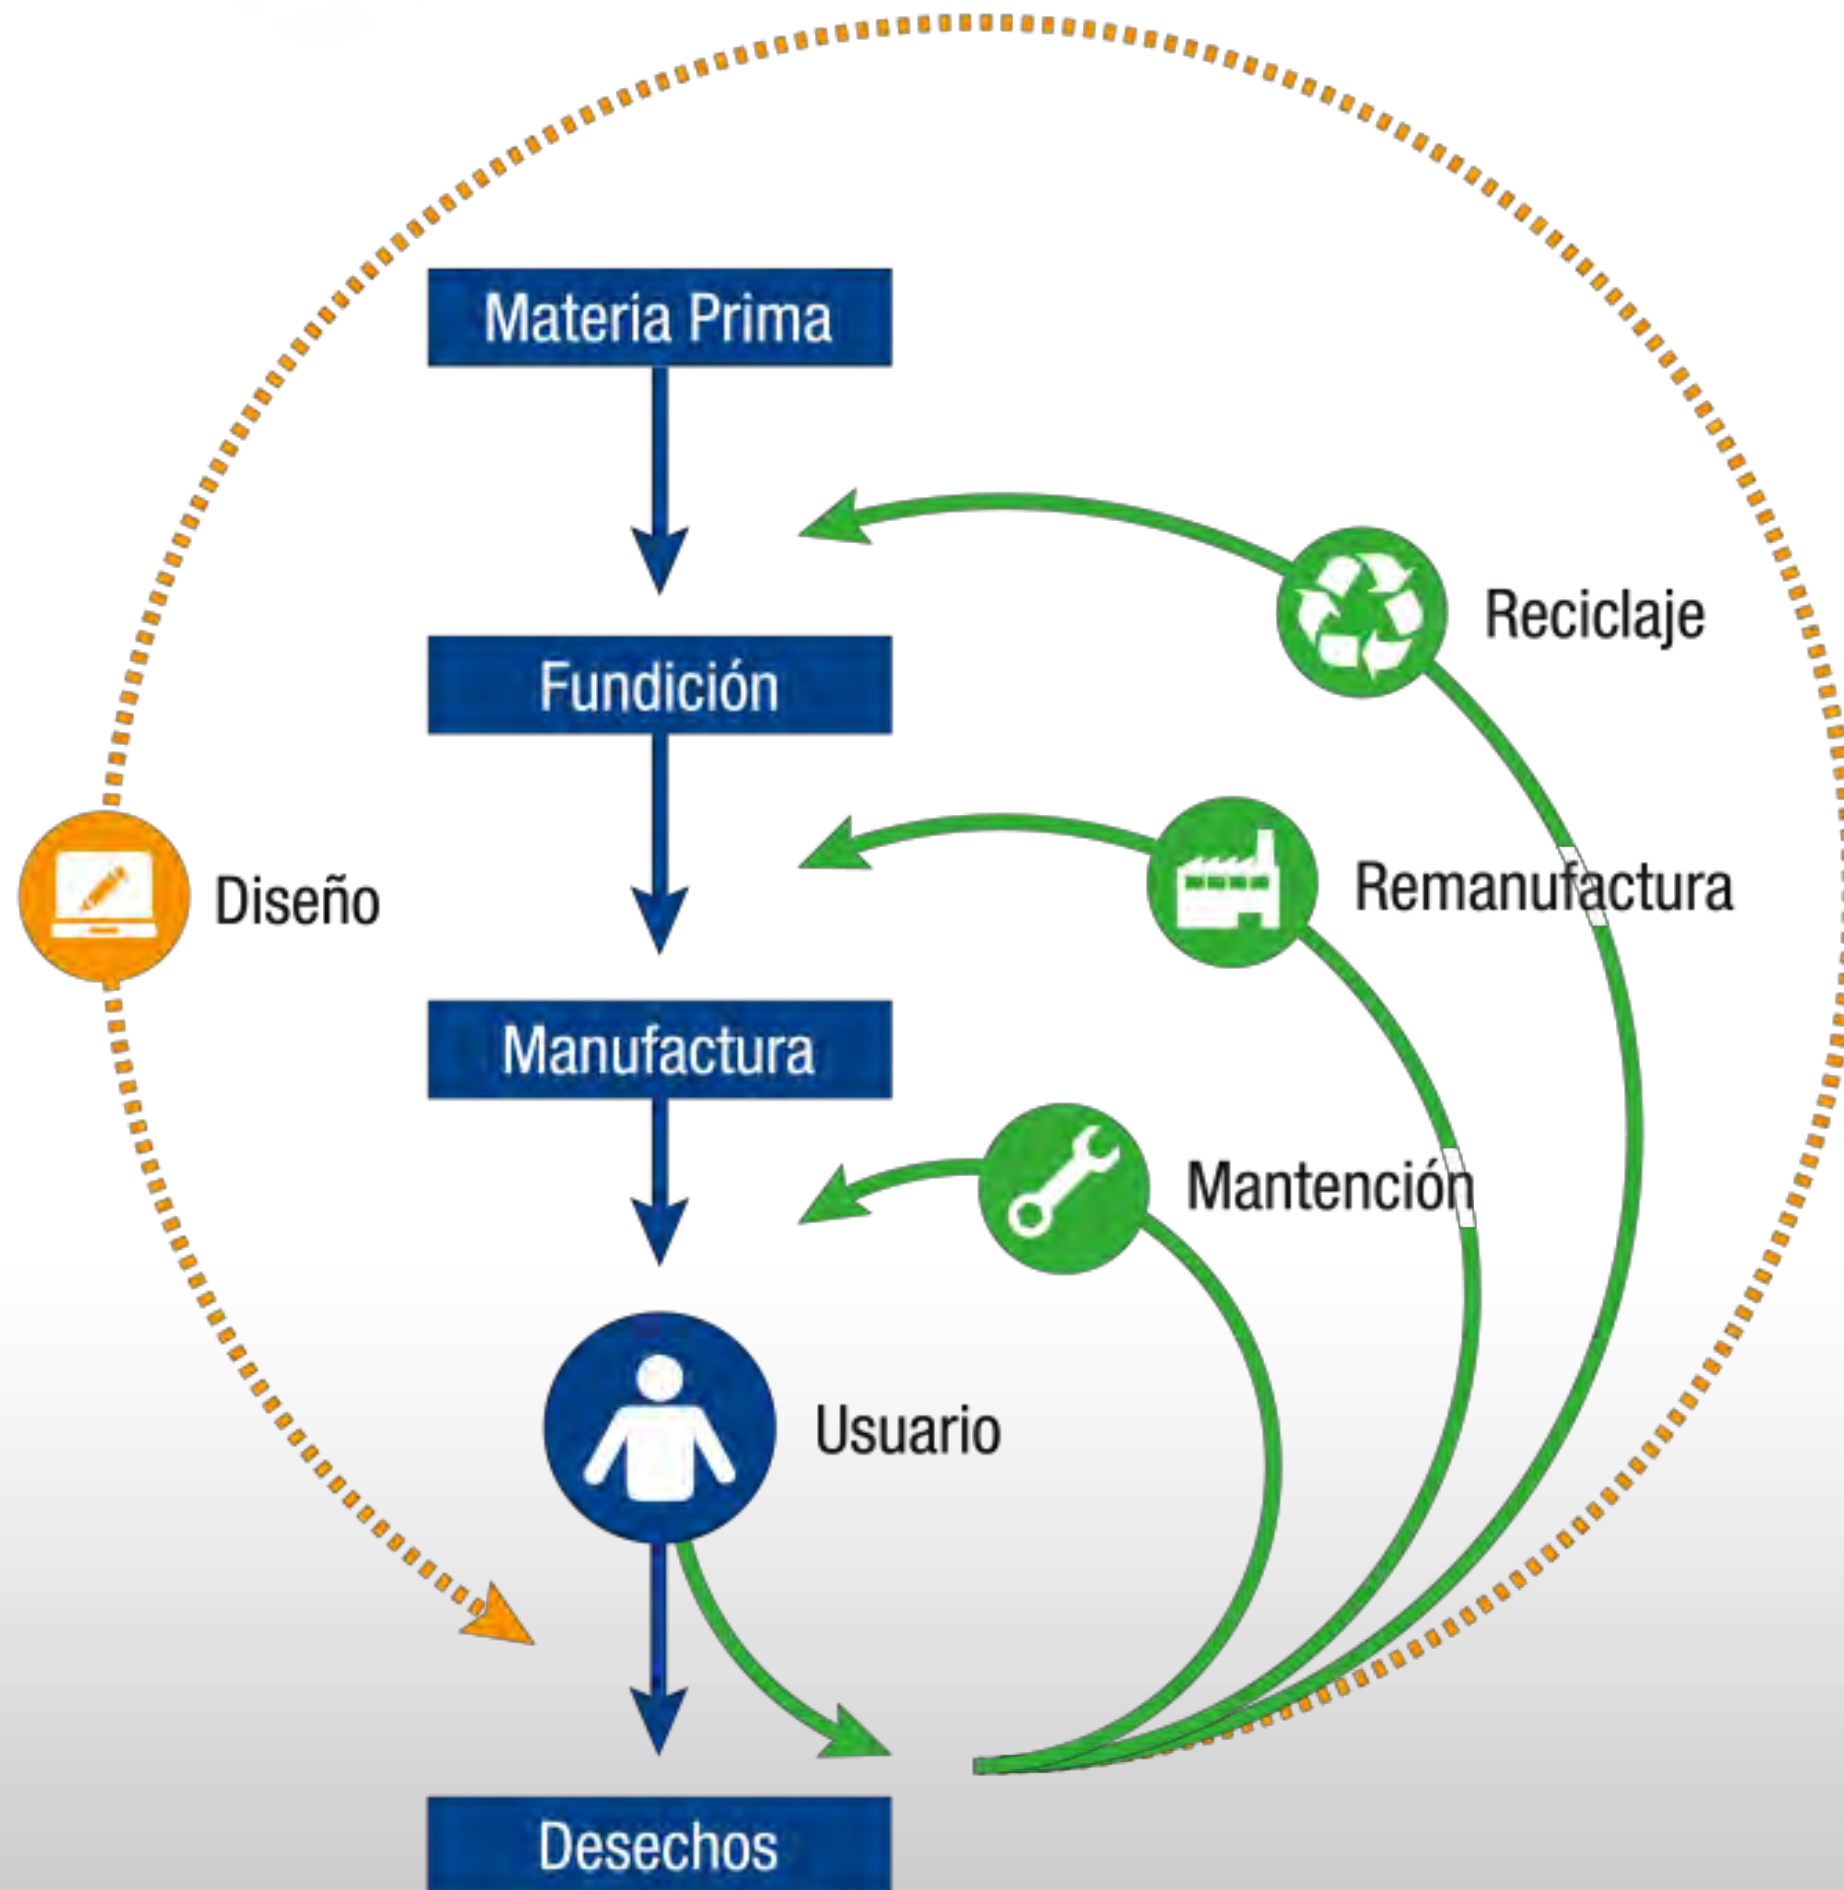 Materia Prima
Fundición
Reciclaje
Diseño
Remanufactura
Manufactura
Mantención
Usuario
Desechos